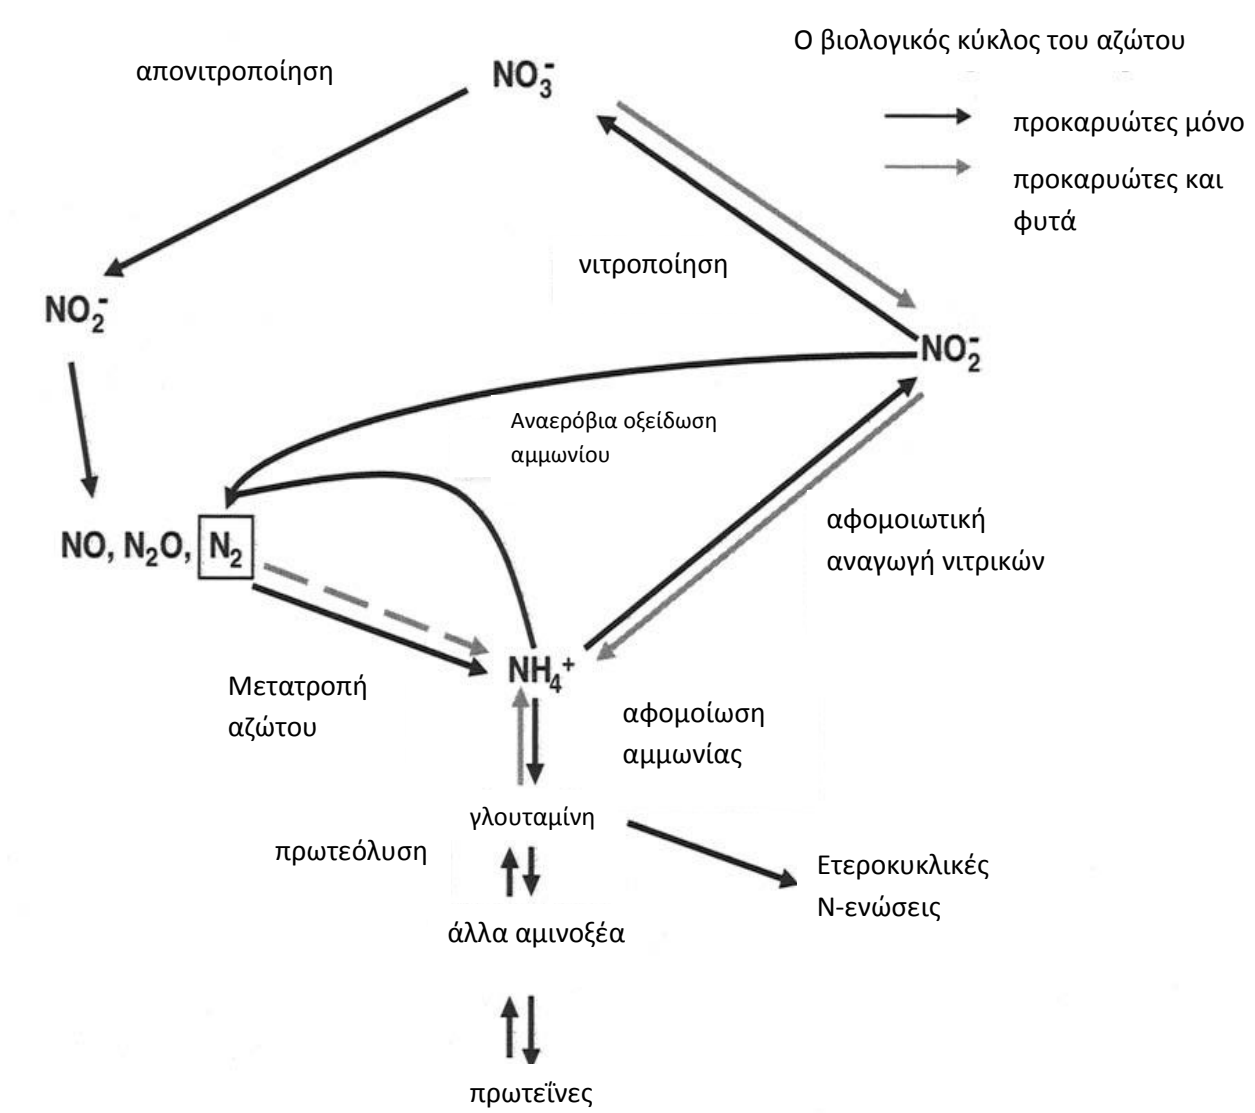 Ο βιολογικός κύκλος του αζώτου
απονιτροποίηση
NO₃⁻
προκαρυώτες μόνο
προκαρυώτες και
φυτά
νιτροποίηση
NO₂⁻
NO₂⁻
Αναερόβια οξείδωση
αμμωνίου
αφομοιωτική
αναγωγή νιτρικών
NO, N₂O, N₂
NH₄⁺
Μετατροπή
αζώτου
αφομοίωση
αμμωνίας
γλουταμίνη
πρωτεόλυση
Ετεροκυκλικές
Ν-ενώσεις
άλλα αμινοξέα
πρωτεΐνες